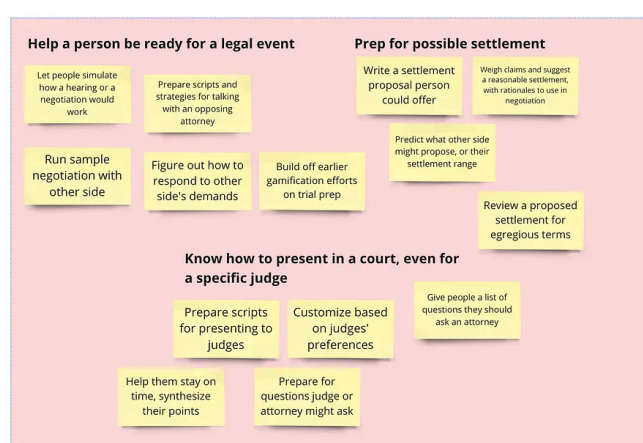 Help a person be ready for a legal event
Let people simulate
how a hearing or a
negotiation would
work
Prepare scripts and
strategies for talking
with an opposing
attorney
Run sample
negotiation with
other side
Figure out how to
respond to other
side's demands
Build off earlier
gamification efforts
on trial prep
Prep for possible settlement
Write a settlement
proposal person
could offer
Weigh claims and suggest
a reasonable settlement,
with rationales to use in
negotiation
Predict what other side
might propose, or their
settlement range
Review a proposed
settlement for
egregious terms
Know how to present in a court, even for
a specific judge
Prepare scripts
for presenting to
judges
Customize based
on judges'
preferences
Give people a list of
questions they should
ask an attorney
Help them stay on
time, synthesize
their points
Prepare for
questions judge or
attorney might ask